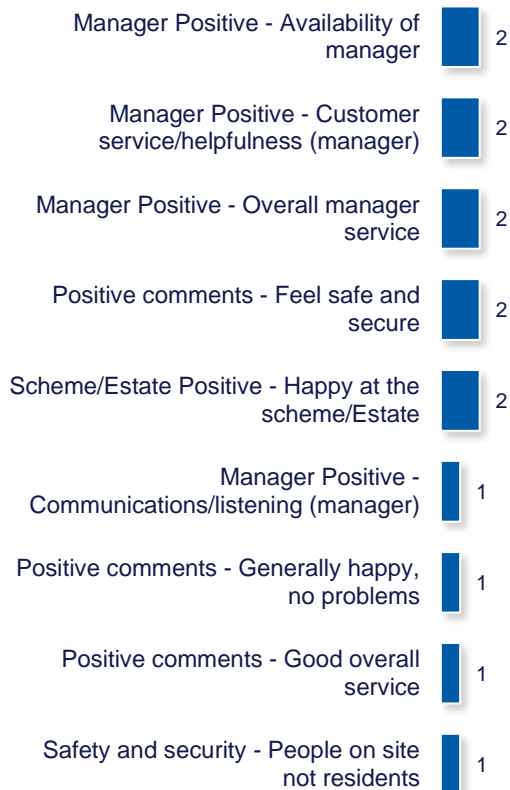 Manager Positive - Availability of
manager
2
Manager Positive - Customer
service/helpfulness (manager)
2
Manager Positive - Overall manager
service
2
Positive comments - Feel safe and
secure
2
Scheme/Estate Positive - Happy at the
scheme/Estate
2
Manager Positive -
Communications/listening (manager)
1
Positive comments - Generally happy,
no problems
1
Positive comments - Good overall
service
1
Safety and security - People on site
not residents
1